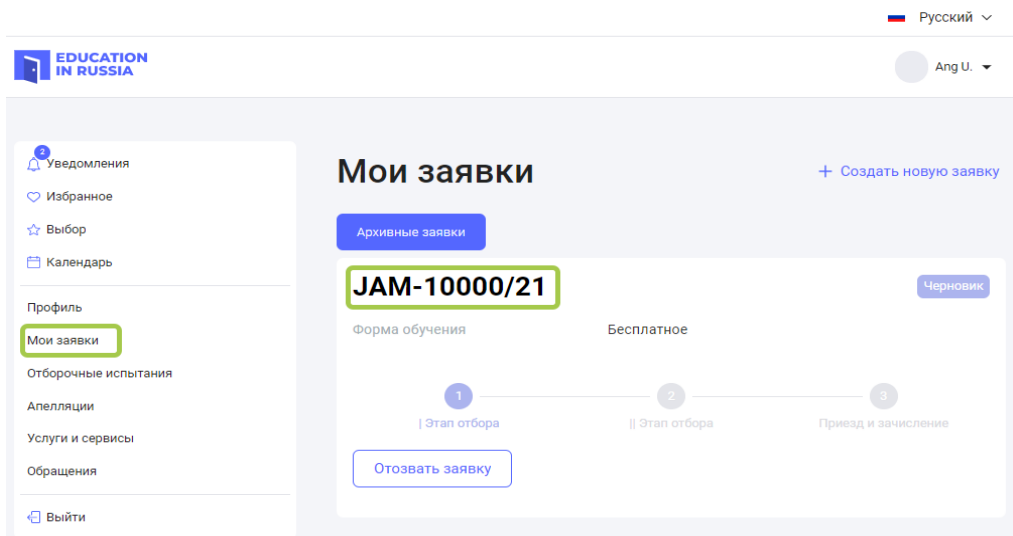 Русский
EDUCATION
IN RUSSIA
Ang U.
2
Уведомления
Избранное
Выбор
Календарь
Профиль
Мои заявки
Отборочные испытания
Апелляции
Услуги и сервисы
Обращения
Выйти
Мои заявки
+ Создать новую заявку
Архивные заявки
JAM-10000/21
Черновик
Форма обучения Бесплатное
1 2 3
| Этап отбора || Этап отбора Приезд и зачисление
Отозвать заявку